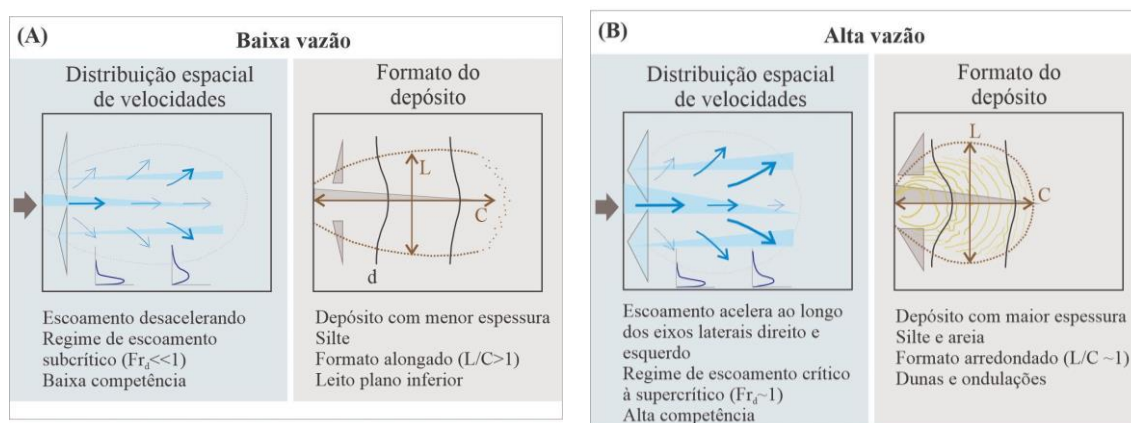 (A)
Baixa vazão
Distribuição espacial
de velocidades
Formato do
depósito
L
C
d
Escoamento desacelerando
Regime de escoamento
subcrítico (Frd<<1)
Baixa competência
Depósito com menor espessura
Silte
Formato alongado (L/C>1)
Leito plano inferior
(B)
Alta vazão
Distribuição espacial
de velocidades
Formato do
depósito
L
C
Escoamento acelera ao longo
dos eixos laterais direito e
esquerdo
Regime de escoamento crítico
à supercrítico (Frd~1)
Alta competência
Depósito com maior espessura
Silte e areia
Formato arredondado (L/C ~1)
Dunas e ondulações